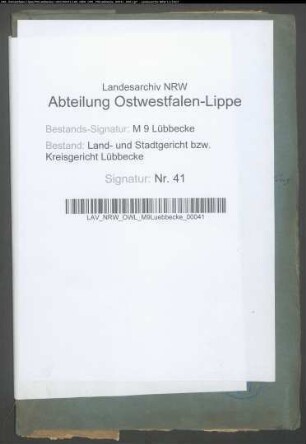 Landesarchiv NRW
Abteilung Ostwestfalen-Lippe
Bestands-Signatur: M 9 Lübbecke
Bestand: Land- und Stadtgericht bzw.
Kreisgericht Lübbecke
Signatur: Nr. 41
LAV_NRW_OWL_M9Luebbecke_00041